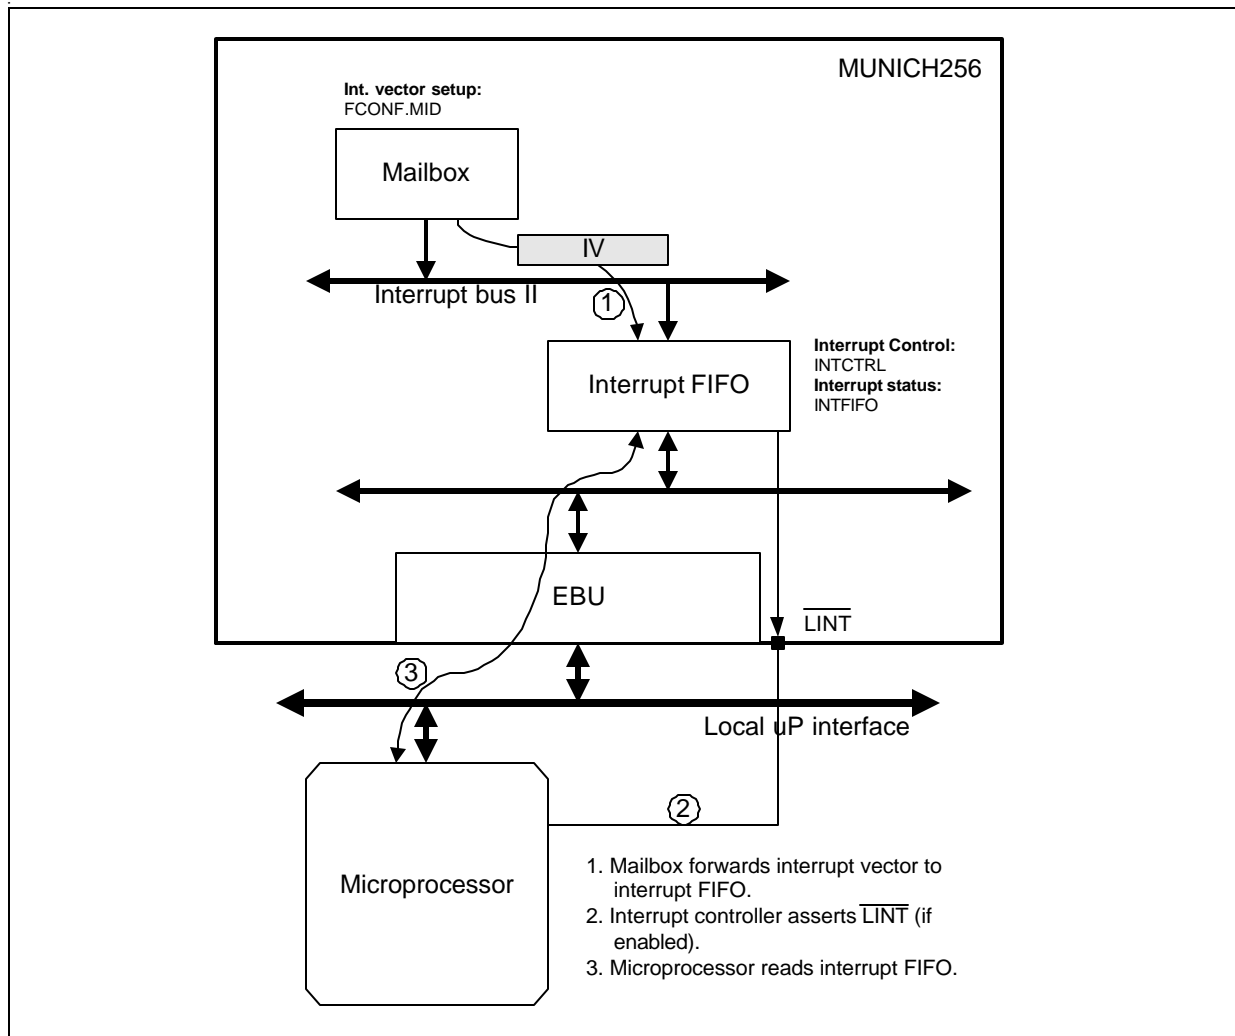 MUNICH256
Int. vector setup:
FCONF.MID
Mailbox
IV
Interrupt bus II
1
Interrupt Control:
INTCTRL
Interrupt status:
INTFIFO
Interrupt FIFO
EBU
LINT
3
Local uP interface
2
Microprocessor
1. Mailbox forwards interrupt vector to
interrupt FIFO.
2. Interrupt controller asserts LINT (if
enabled).
3. Microprocessor reads interrupt FIFO.